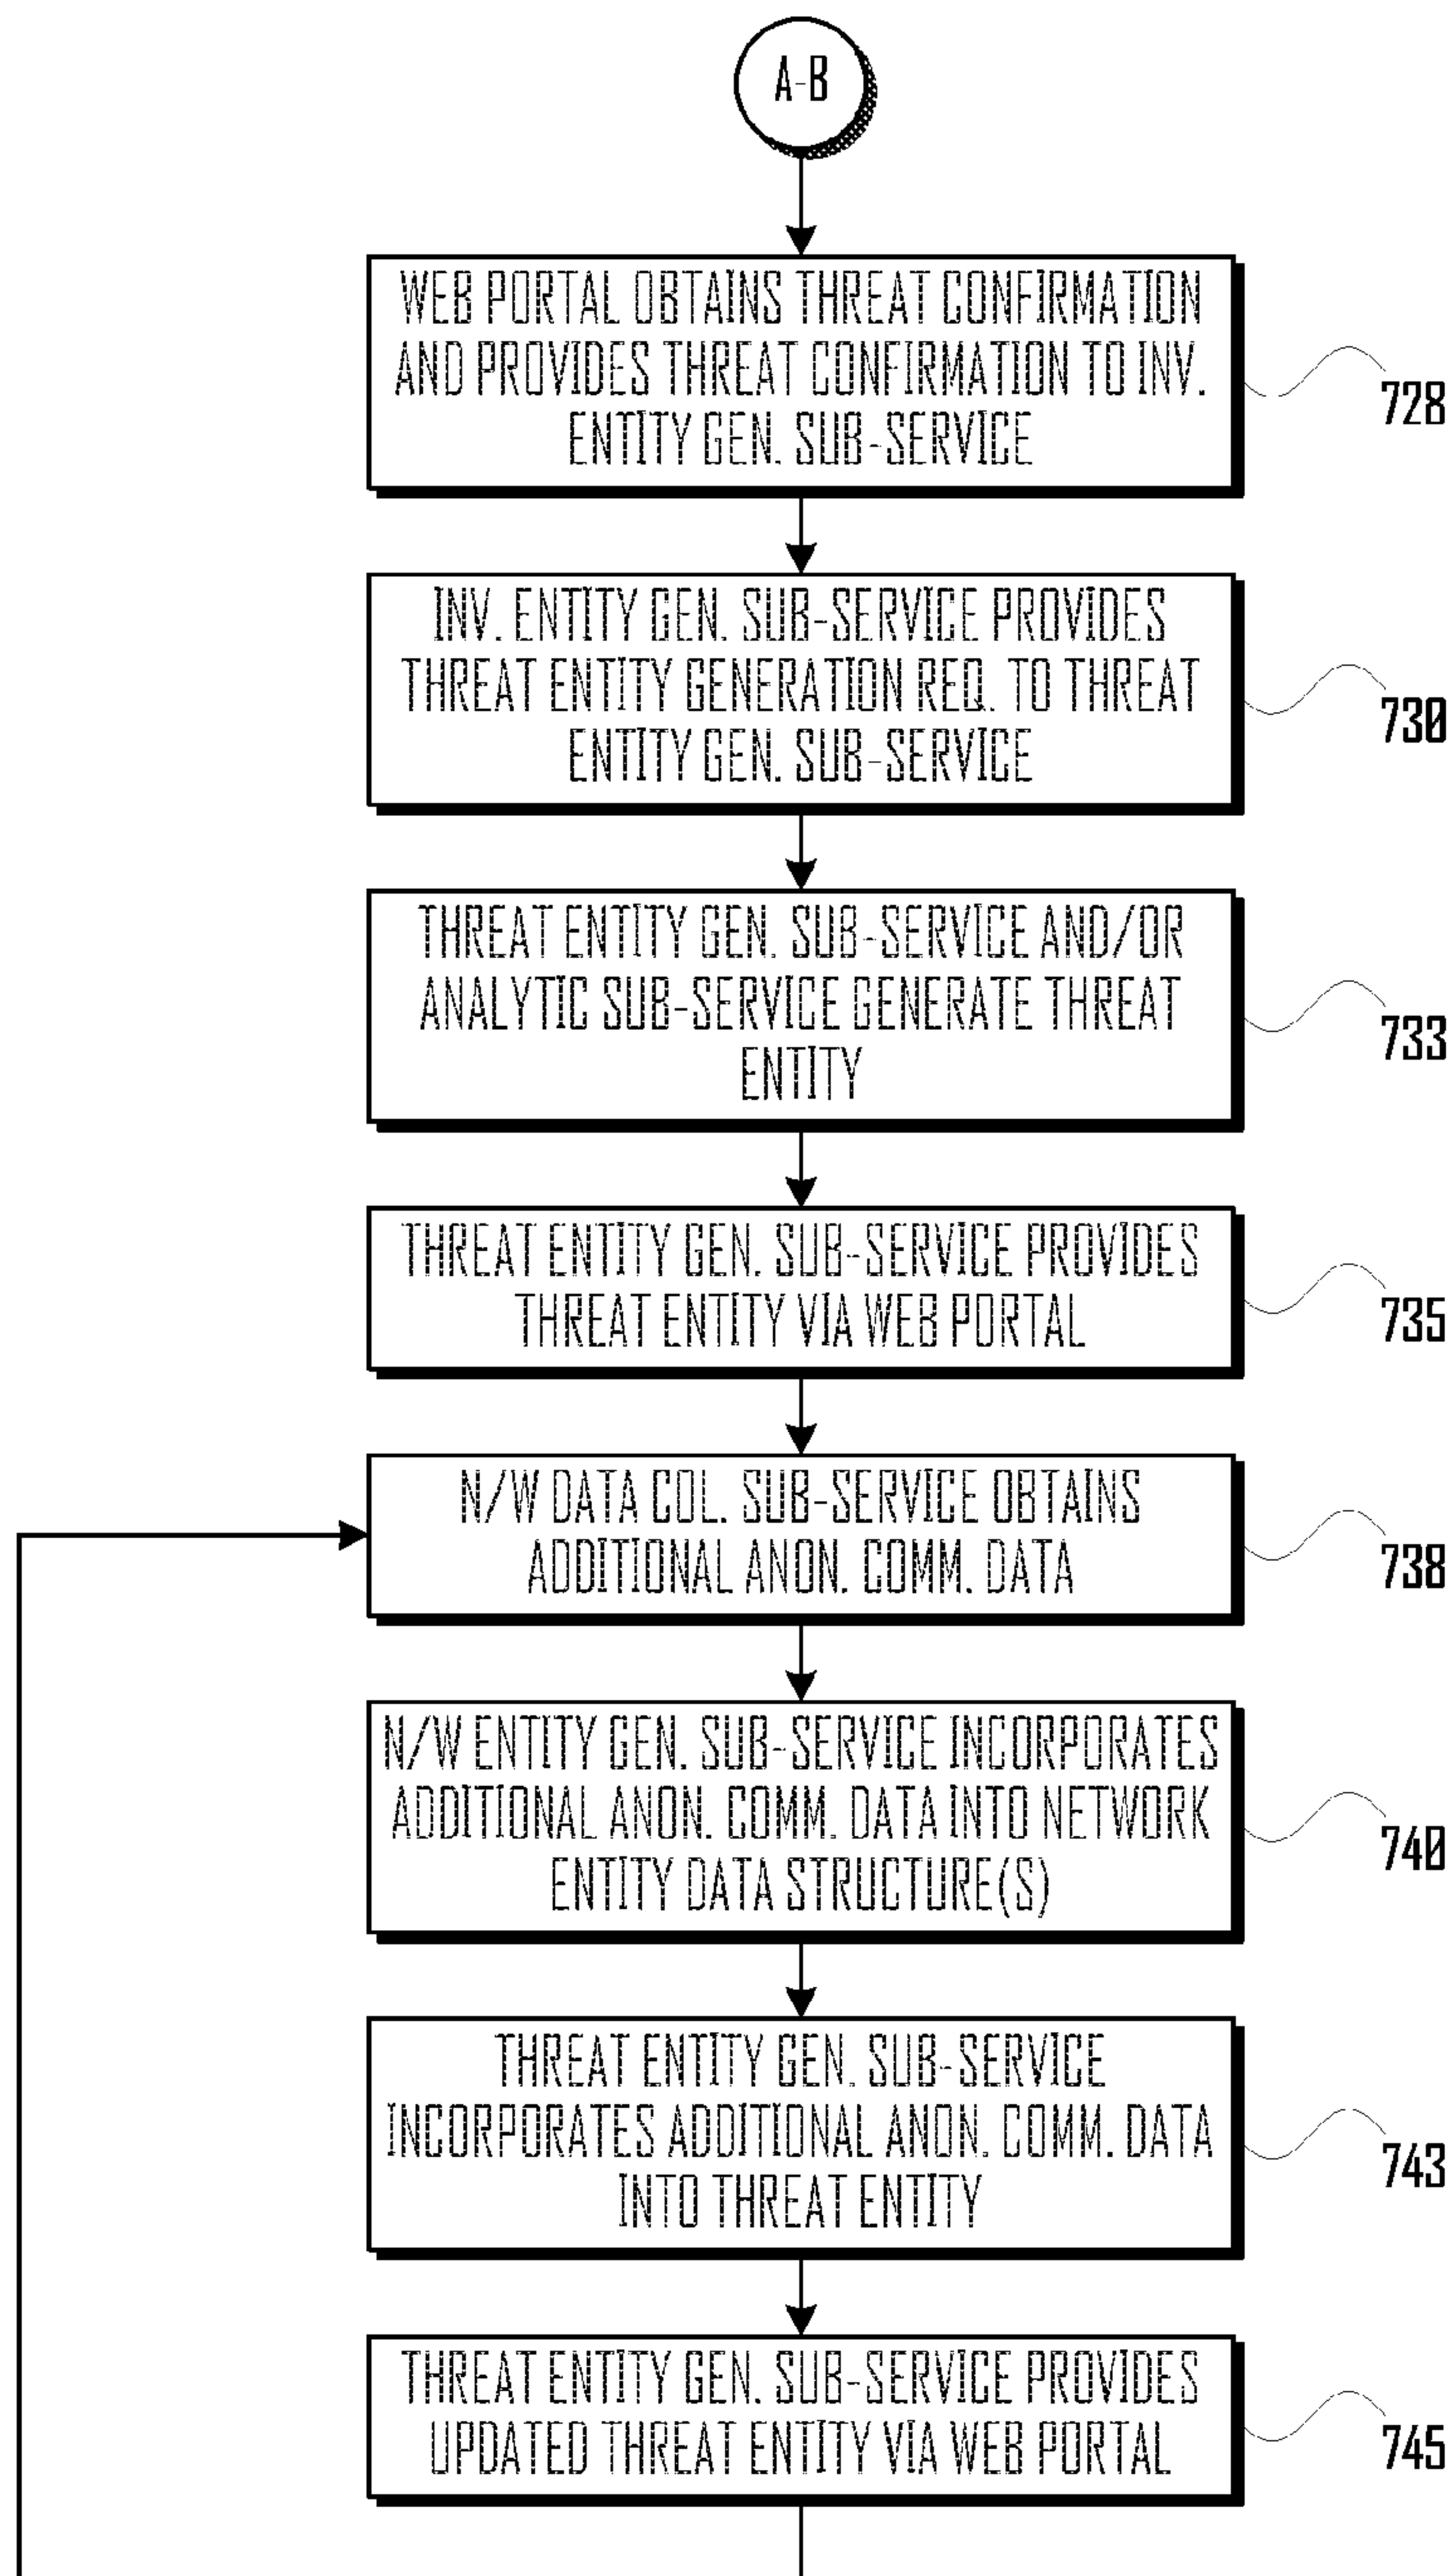 A-B
WEB PORTAL OBTAINS THREAT CONFIRMATION
AND PROVIDES THREAT CONFIRMATION TO INV.
ENTITY GEN. SUB-SERVICE
728
INV. ENTITY GEN. SUB-SERVICE PROVIDES
THREAT ENTITY GENERATION REQ. TO THREAT
ENTITY GEN. SUB-SERVICE
730
THREAT ENTITY GEN. SUB-SERVICE AND/OR
ANALYTIC SUB-SERVICE GENERATE THREAT
ENTITY
733
THREAT ENTITY GEN. SUB-SERVICE PROVIDES
THREAT ENTITY VIA WEB PORTAL
735
N/W DATA COL. SUB-SERVICE OBTAINS
ADDITIONAL ANON. COMM. DATA
738
N/W ENTITY GEN. SUB-SERVICE INCORPORATES
ADDITIONAL ANON. COMM. DATA INTO NETWORK
ENTITY DATA STRUCTURE(S)
740
THREAT ENTITY GEN. SUB-SERVICE
INCORPORATES ADDITIONAL ANON. COMM. DATA
INTO THREAT ENTITY
743
THREAT ENTITY GEN. SUB-SERVICE PROVIDES
UPDATED THREAT ENTITY VIA WEB PORTAL
745